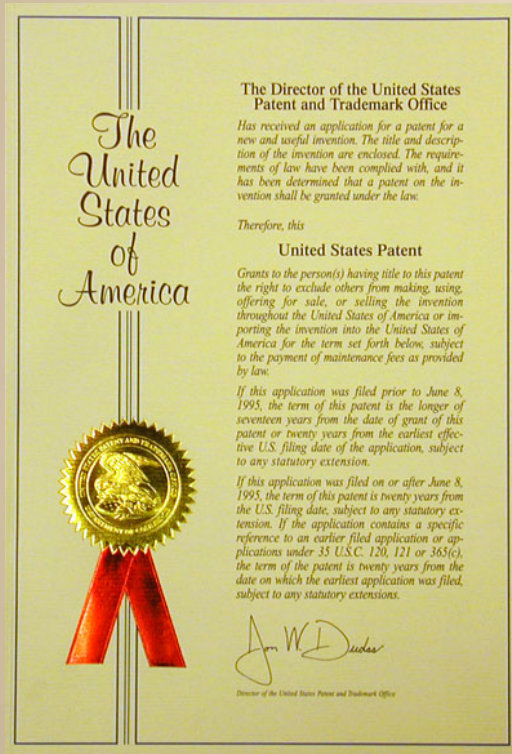 The
United
States
of
America
The Director of the United States
Patent and Trademark Office
Has received an application for a patent for a
new and useful invention. The title and descrip-
tion of the invention are enclosed. The require-
ments of law have been complied with, and it
has been determined that a patent on the in-
vention shall be granted under the law.
Therefore, this
United States Patent
Grants to the person(s) having title to this patent
the right to exclude others from making, using,
offering for sale, or selling the invention
throughout the United States of America or im-
porting the invention into the United States of
America for the term set forth below, subject
to the payment of maintenance fees as provided
by law.
If this application was filed prior to June 8,
1995, the term of this patent is the longer of
seventeen years from the date of grant of this
patent or twenty years from the earliest effec-
tive U.S. filing date of the application, subject
to any statutory extension.
If this application was filed on or after June 8,
1995, the term of this patent is twenty years from
the U.S. filing date, subject to any statutory ex-
tension. If the application contains a specific
reference to an earlier filed application or ap-
plications under 35 U.S.C. 120, 121 or 365(c),
the term of the patent is twenty years from the
date on which the earliest application was filed,
subject to any statutory extensions.
Jon W. Dudas
Director of the United States Patent and Trademark Office